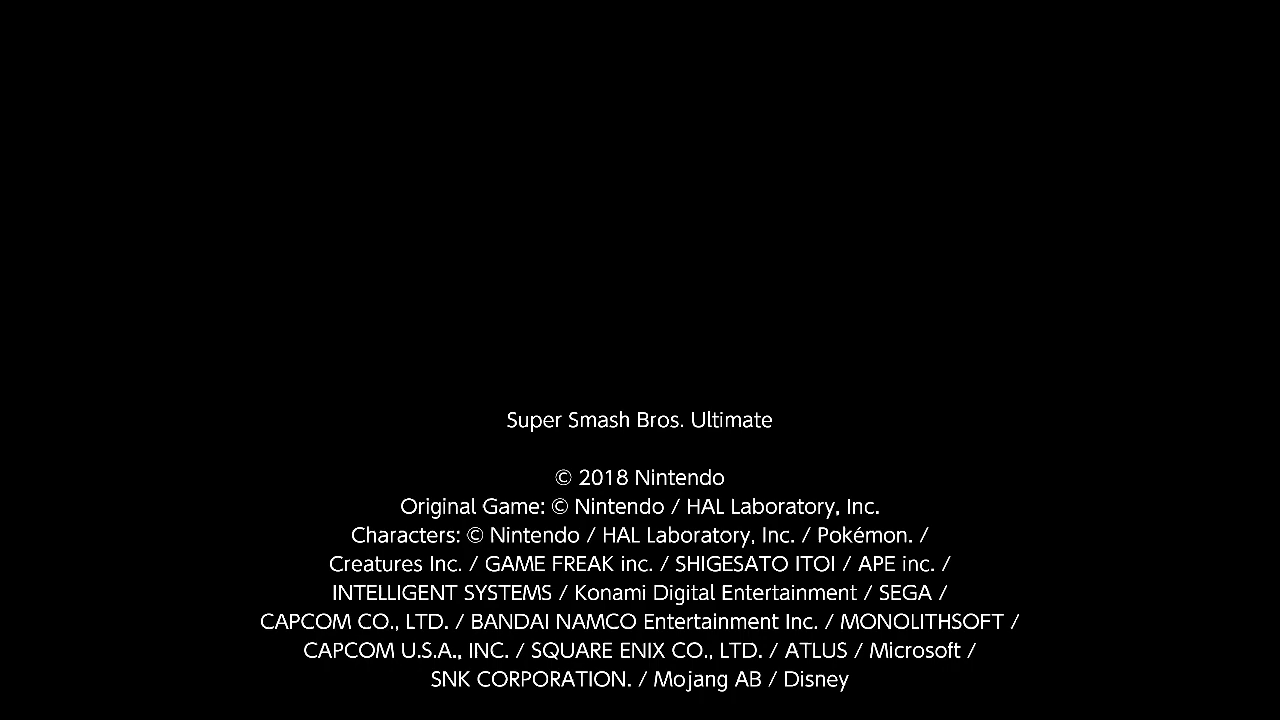 Super Smash Bros. Ultimate
© 2018 Nintendo
Original Game: © Nintendo / HAL Laboratory, Inc.
Characters: © Nintendo / HAL Laboratory, Inc. / Pokémon. /
Creatures Inc. / GAME FREAK inc. / SHIGESATO ITOI / APE inc. /
INTELLIGENT SYSTEMS / Konami Digital Entertainment / SEGA /
CAPCOM CO., LTD. / BANDAI NAMCO Entertainment Inc. / MONOLITHSOFT /
CAPCOM U.S.A., INC. / SQUARE ENIX CO., LTD. / ATLUS / Microsoft /
SNK CORPORATION. / Mojang AB / Disney